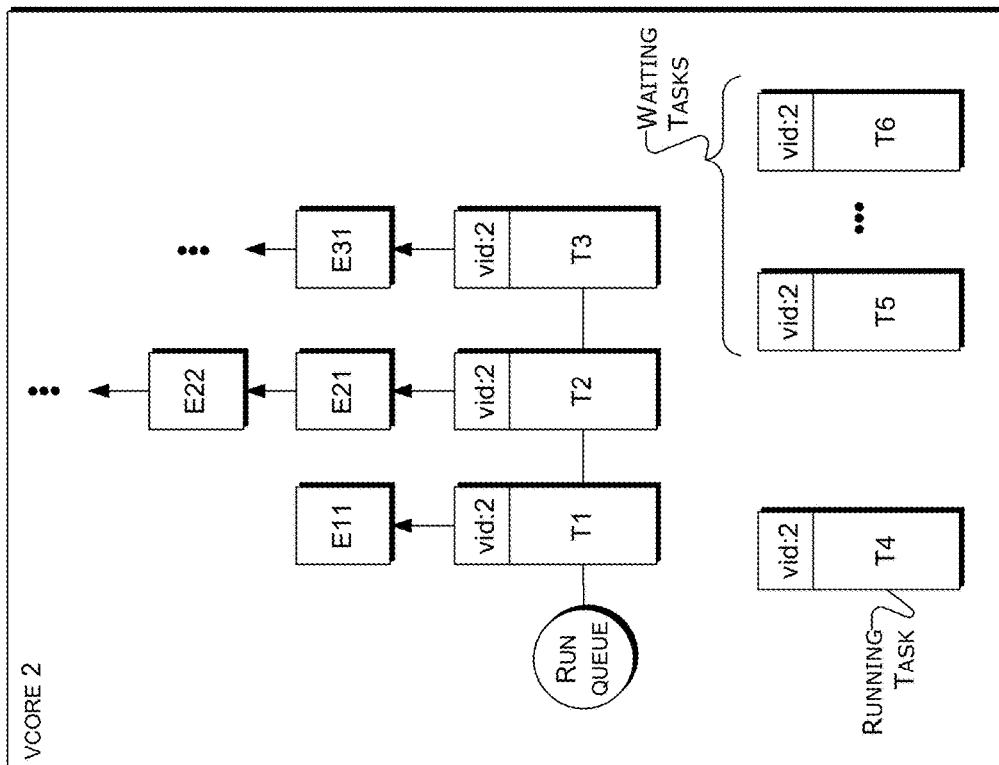 VCORE 2
•••
E22
•••
E11
E21
E31
vid:2
vid:2
vid:2
RUN
QUEUE
T1
T2
T3
WAITING
TASKS
vid:2
vid:2
vid:2
T4
T5
•••
T6
RUNNING
TASK